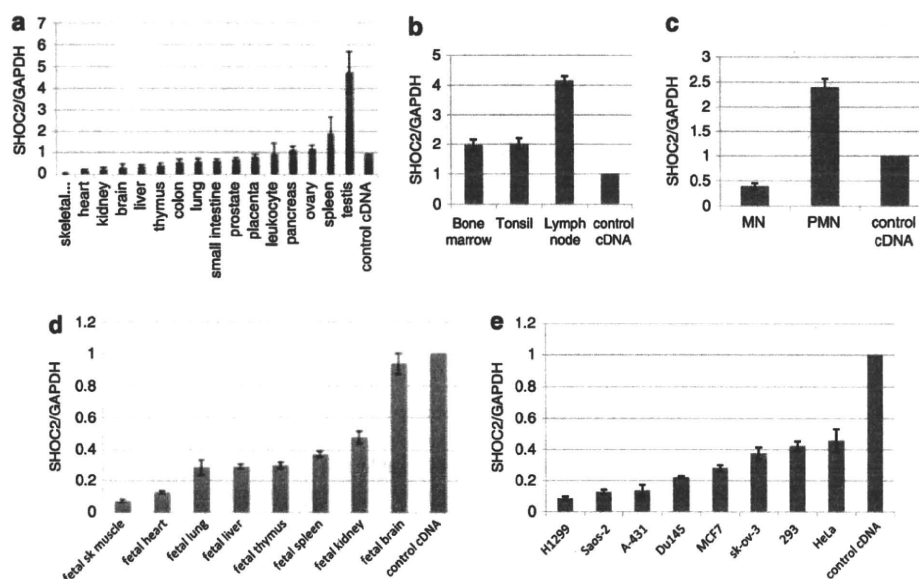 a
SHOC2/GAPDH
7
6
5
4
3
2
1
0
skeletal...
heart
kidney
brain
liver
thymus
colon
lung
small intestine
prostate
placenta
leukocyte
pancreas
ovary
spleen
testis
control cDNA
b
SHOC2/GAPDH
5
4
3
2
1
0
Bone
marrow
Tonsil
Lymph
node
control
cDNA
c
SHOC2/GAPDH
3
2.5
2
1.5
1
0.5
0
MN
PMN
control
cDNA
d
SHOC2/GAPDH
1.2
1
0.8
0.6
0.4
0.2
0
fetal sk muscle
fetal heart
fetal lung
fetal liver
fetal thymus
fetal spleen
fetal kidney
fetal brain
control cDNA
e
SHOC2/GAPDH
1.2
1
0.8
0.6
0.4
0.2
0
H1299
Saos-2
A-431
Du145
MCF7
sk-ov-3
293
HeLa
control cDNA